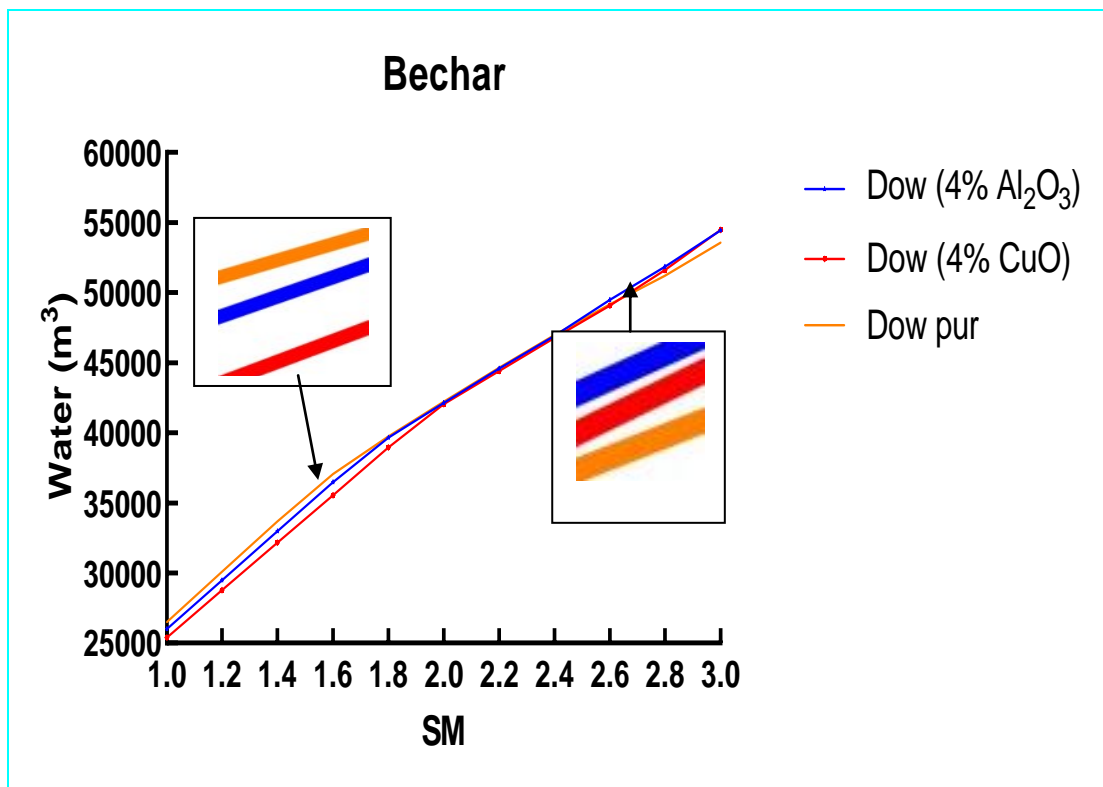 Bechar
Water (m³)
60000
55000
50000
45000
40000
35000
30000
25000
1.0 1.2 1.4 1.6 1.8 2.0 2.2 2.4 2.6 2.8 3.0
SM
Dow (4% Al₂O₃)
Dow (4% CuO)
Dow pur